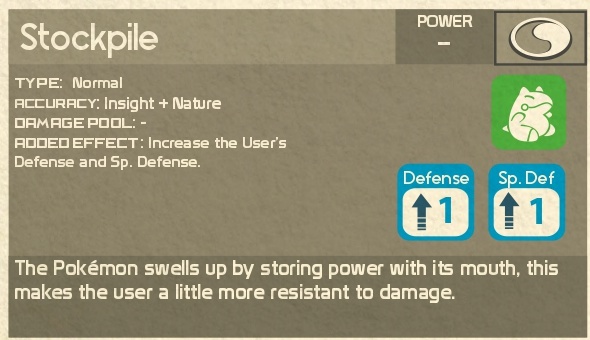 Stockpile
POWER
–
TYPE: Normal
ACCURACY: Insight + Nature
DAMAGE POOL: -
ADDED EFFECT: Increase the User's
Defense and Sp. Defense.
Defense
1
Sp. Def
1
The Pokémon swells up by storing power with its mouth, this
makes the user a little more resistant to damage.